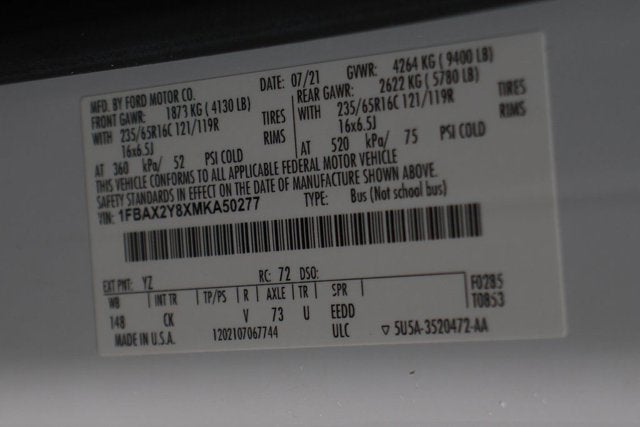 MFD. BY FORD MOTOR CO. DATE: 07/21 GVWR: 4264 KG ( 9400 LB)
FRONT GAWR: 1873 KG ( 4130 LB) REAR GAWR: 2622 KG ( 5780 LB)
WITH 235/65R16C 121/119R TIRES WITH 235/65R16C 121/119R TIRES
16x6.5J RIMS 16x6.5J RIMS
AT 360 kPa/ 52 PSI COLD AT 520 kPa/ 75 PSI COLD
THIS VEHICLE CONFORMS TO ALL APPLICABLE FEDERAL MOTOR VEHICLE
SAFETY STANDARDS IN EFFECT ON THE DATE OF MANUFACTURE SHOWN ABOVE.
VIN: 1FBAX2Y8XMKA50277 TYPE: Bus (Not school bus)
EXT PNT: YZ RC: 72 DSO:
WB INT TR TP/PS R AXLE TR SPR F0285
148 CK V 73 U EEDD T0853
MADE IN U.S.A. 1202107067744 ULC ▽ 5U5A-3520472-AA